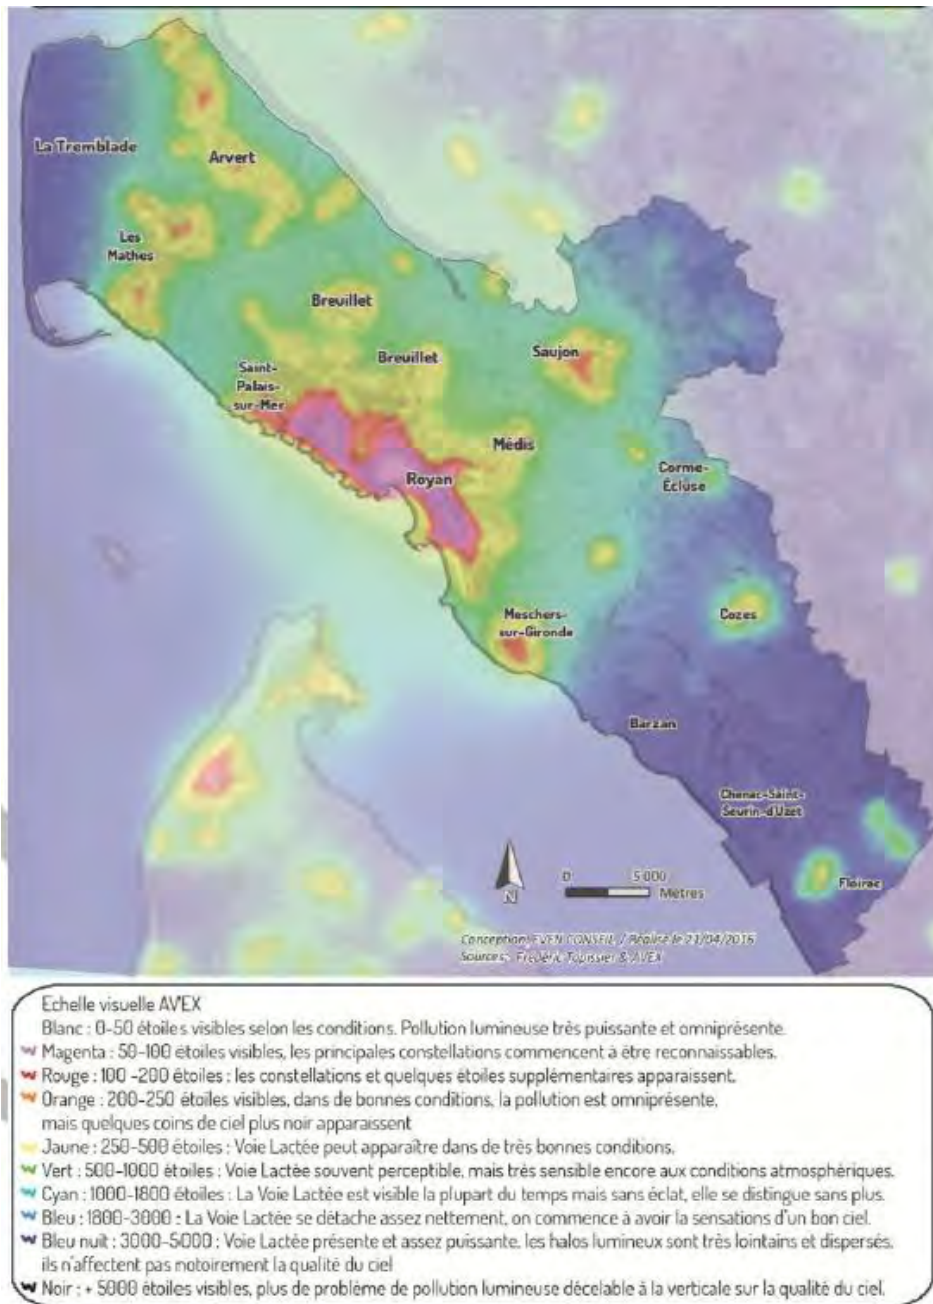 La Tremblade
Arvert
Les
Mathes
Breuillet
Breuillet
Saujon
Saint-
Palais-
sur-Mer
Médis
Royan
Corme-
Écluse
Cozes
Meschers-
sur-Gironde
Barzan
Chenac-Saint-
Seurin-d'Uzet
Floirac
0 5 000
Mètres
N
Conception: EVEN CONSEIL / Réalisé le 21/04/2016
Sources: Frédéric Tapissier & AVEX
Echelle visuelle AVEX
Blanc : 0-50 étoiles visibles selon les conditions. Pollution lumineuse très puissante et omniprésente.
Magenta : 50-100 étoiles visibles, les principales constellations commencent à être reconnaissables.
Rouge : 100 -200 étoiles : les constellations et quelques étoiles supplémentaires apparaissent.
Orange : 200-250 étoiles visibles, dans de bonnes conditions, la pollution est omniprésente,
mais quelques coins de ciel plus noir apparaissent
Jaune : 250-500 étoiles : Voie Lactée peut apparaître dans de très bonnes conditions.
Vert : 500-1000 étoiles : Voie Lactée souvent perceptible, mais très sensible encore aux conditions atmosphériques.
Cyan : 1000-1800 étoiles : La Voie Lactée est visible la plupart du temps mais sans éclat, elle se distingue sans plus.
Bleu : 1800-3000 : La Voie Lactée se détache assez nettement, on commence à avoir la sensations d'un bon ciel.
Bleu nuit : 3000-5000 : Voie Lactée présente et assez puissante, les halos lumineux sont très lointains et dispersés,
ils n'affectent pas notoirement la qualité du ciel
Noir : + 5000 étoiles visibles, plus de problème de pollution lumineuse décelable à la verticale sur la qualité du ciel.